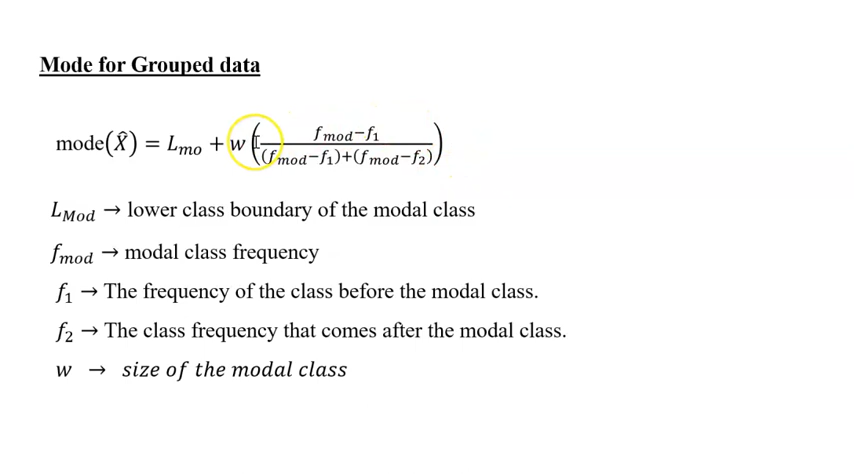 Mode for Grouped data
mode(X̂) = L_mo + w ( (f_mod−f_1) / ((f_mod−f_1)+(f_mod−f_2)) )
L_Mod → lower class boundary of the modal class
f_mod → modal class frequency
f_1 → The frequency of the class before the modal class.
f_2 → The class frequency that comes after the modal class.
w → size of the modal class